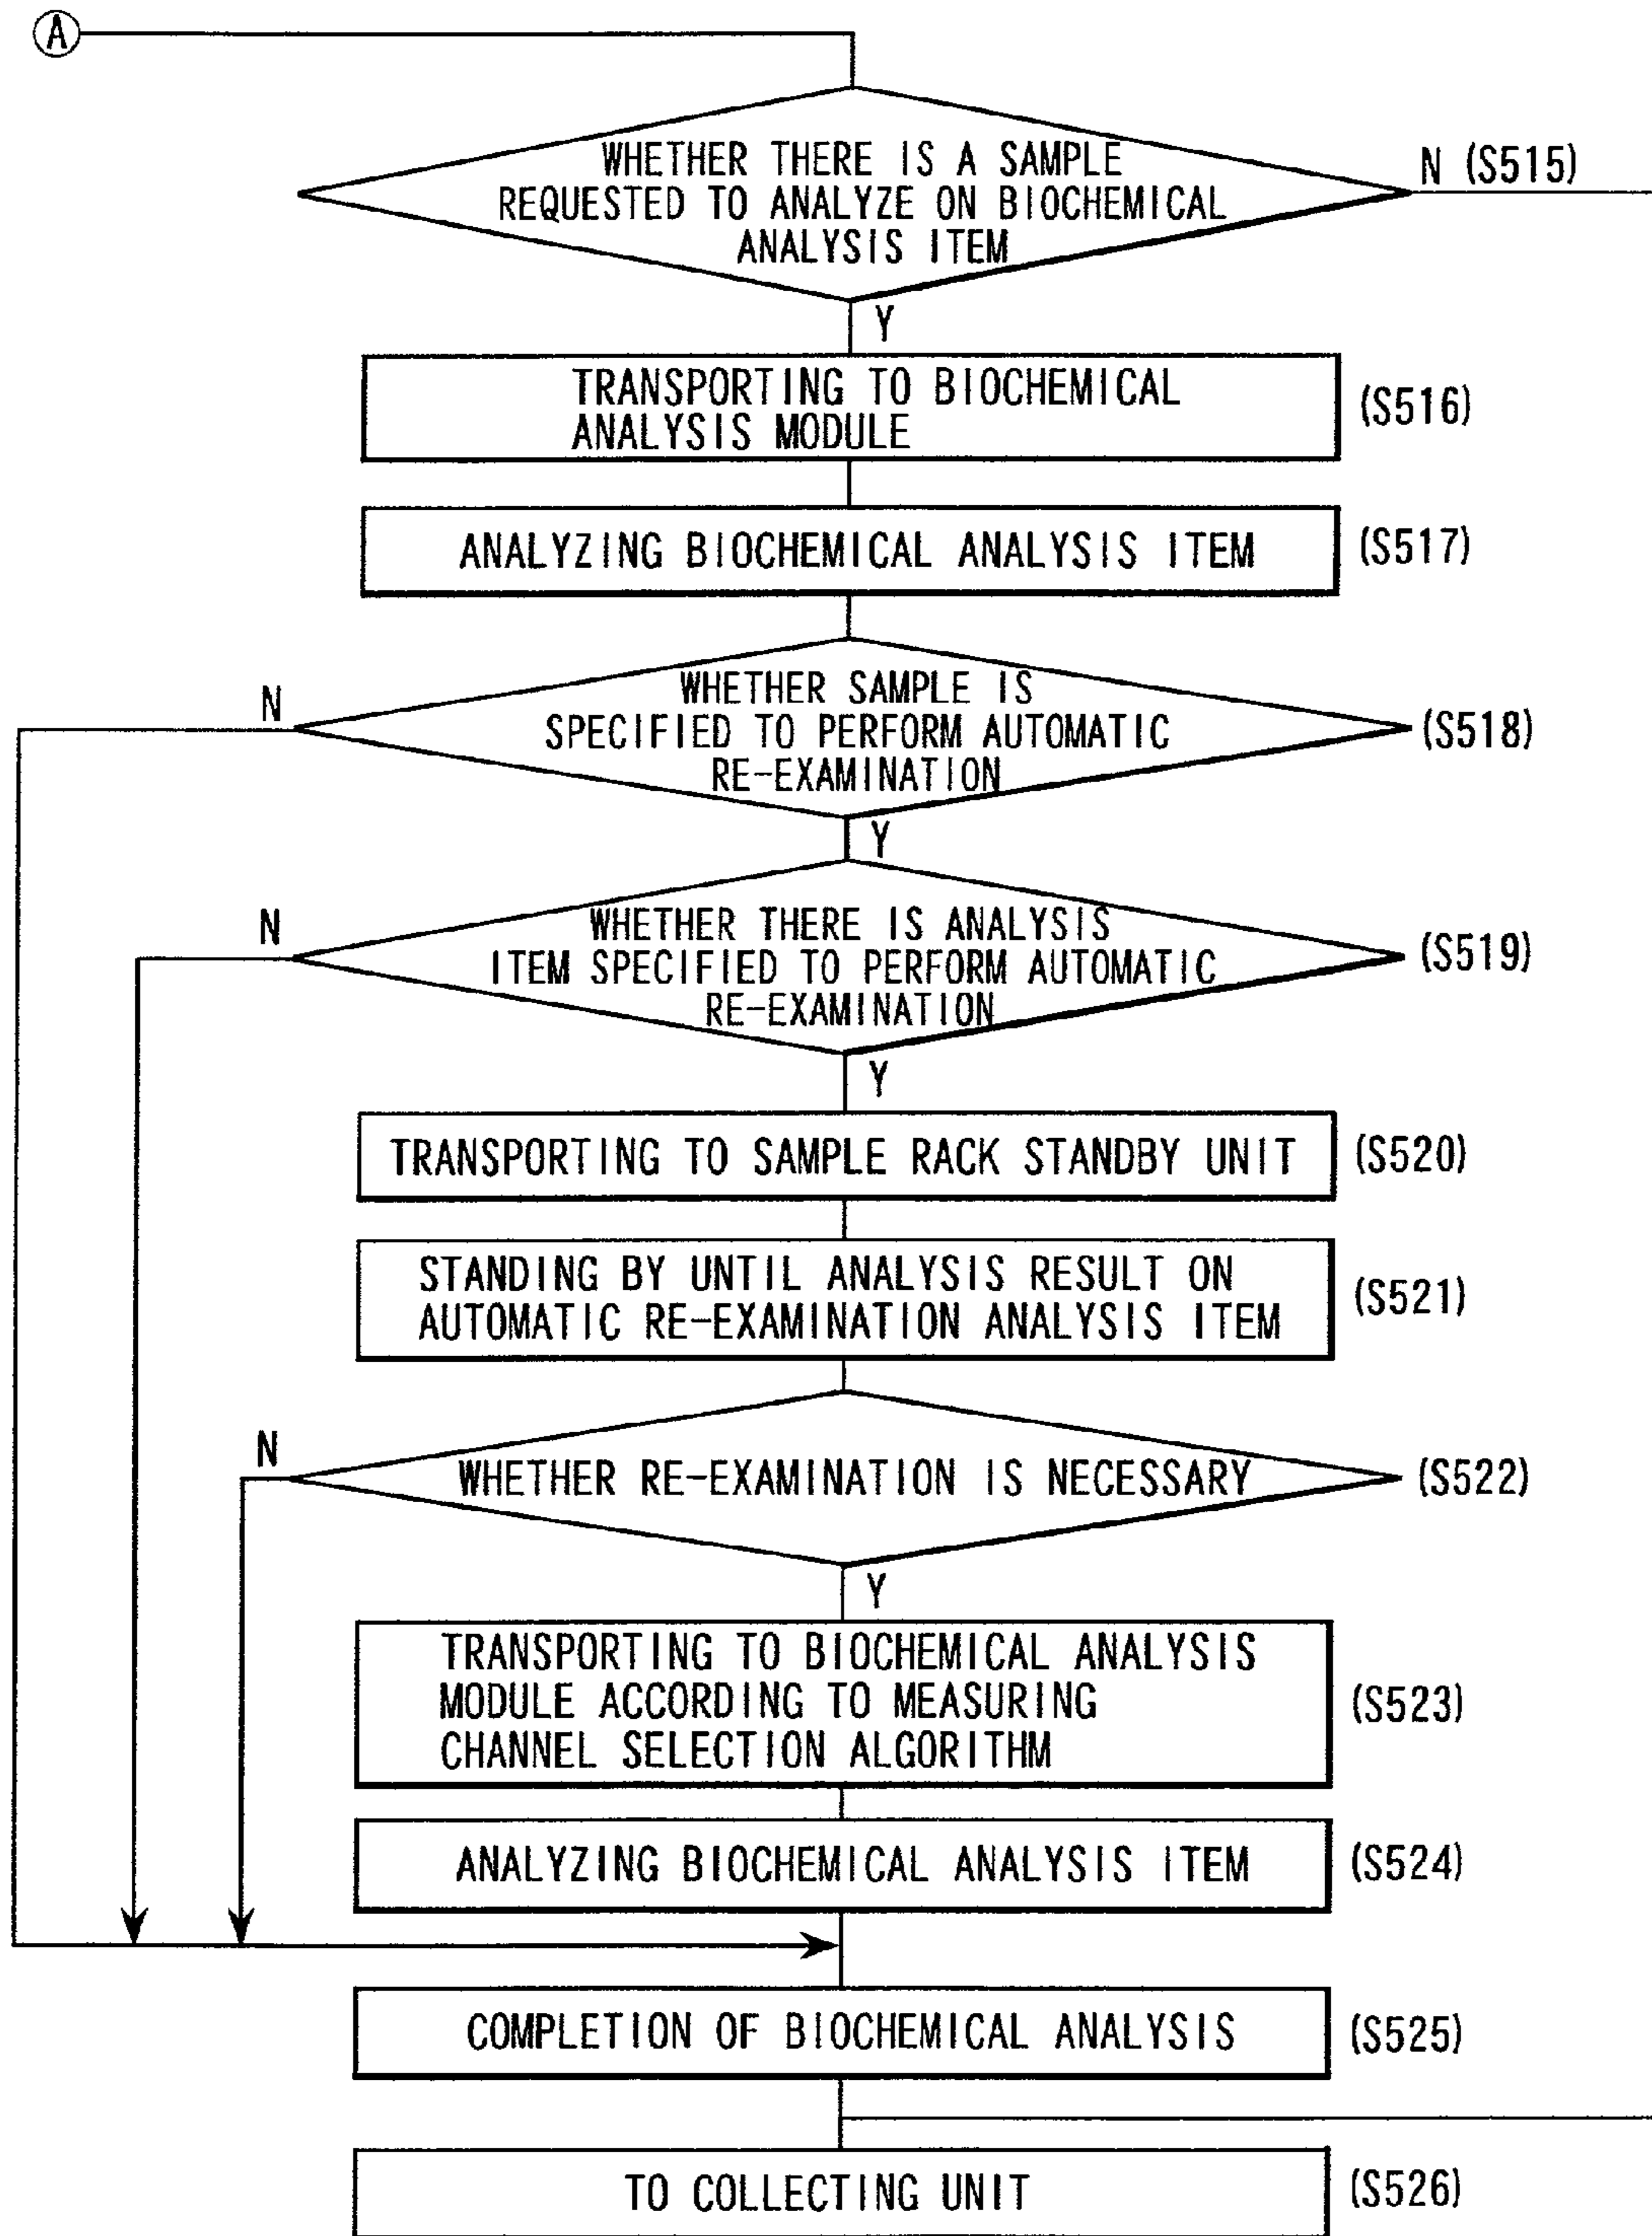 A
WHETHER THERE IS A SAMPLE
REQUESTED TO ANALYZE ON BIOCHEMICAL
ANALYSIS ITEM
N (S515)
Y
TRANSPORTING TO BIOCHEMICAL
ANALYSIS MODULE
(S516)
ANALYZING BIOCHEMICAL ANALYSIS ITEM
(S517)
WHETHER SAMPLE IS
SPECIFIED TO PERFORM AUTOMATIC
RE-EXAMINATION
N
(S518)
Y
WHETHER THERE IS ANALYSIS
ITEM SPECIFIED TO PERFORM AUTOMATIC
RE-EXAMINATION
N
(S519)
Y
TRANSPORTING TO SAMPLE RACK STANDBY UNIT
(S520)
STANDING BY UNTIL ANALYSIS RESULT ON
AUTOMATIC RE-EXAMINATION ANALYSIS ITEM
(S521)
N
WHETHER RE-EXAMINATION IS NECESSARY
(S522)
Y
TRANSPORTING TO BIOCHEMICAL ANALYSIS
MODULE ACCORDING TO MEASURING
CHANNEL SELECTION ALGORITHM
(S523)
ANALYZING BIOCHEMICAL ANALYSIS ITEM
(S524)
COMPLETION OF BIOCHEMICAL ANALYSIS
(S525)
TO COLLECTING UNIT
(S526)